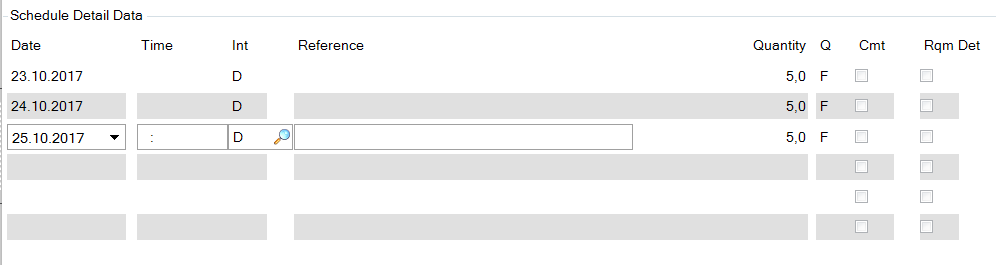 Schedule Detail Data
Date Time Int Reference Quantity Q Cmt Rqm Det
23.10.2017 D 5,0 F
24.10.2017 D 5,0 F
25.10.2017 : D 5,0 F